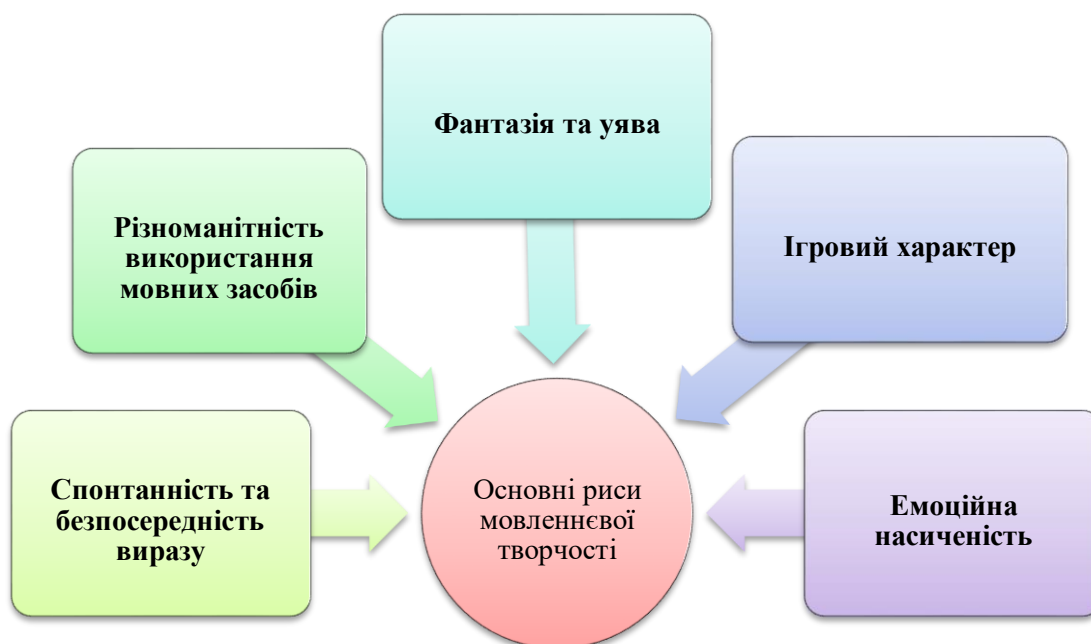 Фантазія та уява
Різноманітність
використання
мовних засобів
Ігровий характер
Спонтанність та
безпосередність
виразу
Основні риси
мовленнєвої
творчості
Емоційна
насиченість